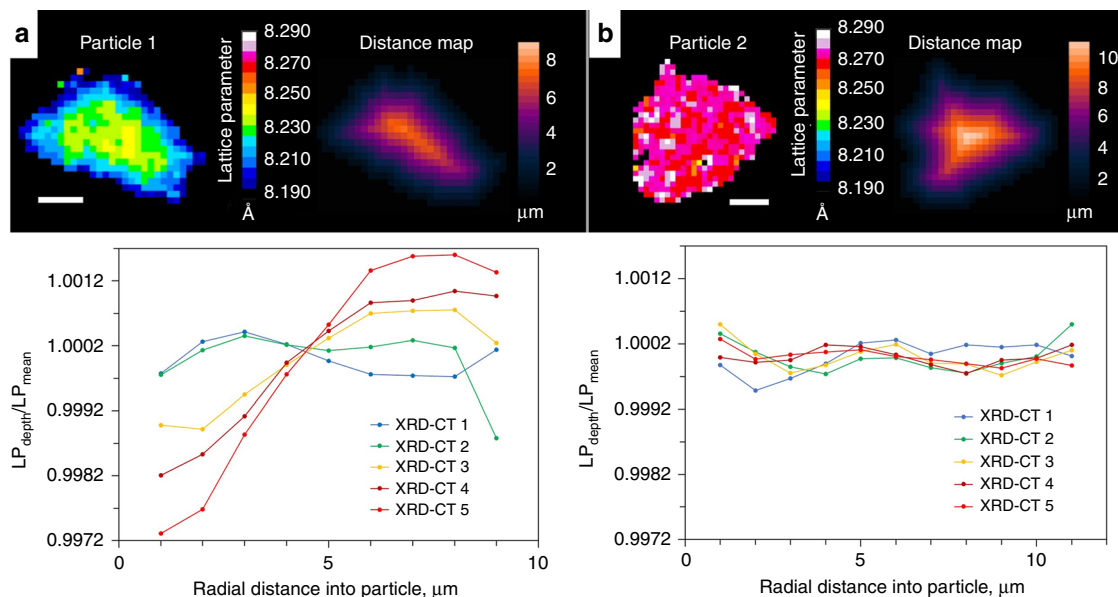 a
Particle 1
Lattice parameter
8.290
8.270
8.250
8.230
8.210
8.190
Å
Distance map
8
6
4
2
μm
b
Particle 2
Lattice parameter
8.290
8.270
8.250
8.230
8.210
8.190
Å
Distance map
10
8
6
4
2
μm
LPdepth/LPmean
1.0012
1.0002
0.9992
0.9982
0.9972
XRD-CT 1
XRD-CT 2
XRD-CT 3
XRD-CT 4
XRD-CT 5
0 5 10
Radial distance into particle, μm
LPdepth/LPmean
1.0012
1.0002
0.9992
0.9982
0.9972
XRD-CT 1
XRD-CT 2
XRD-CT 3
XRD-CT 4
XRD-CT 5
0 5 10
Radial distance into particle, μm